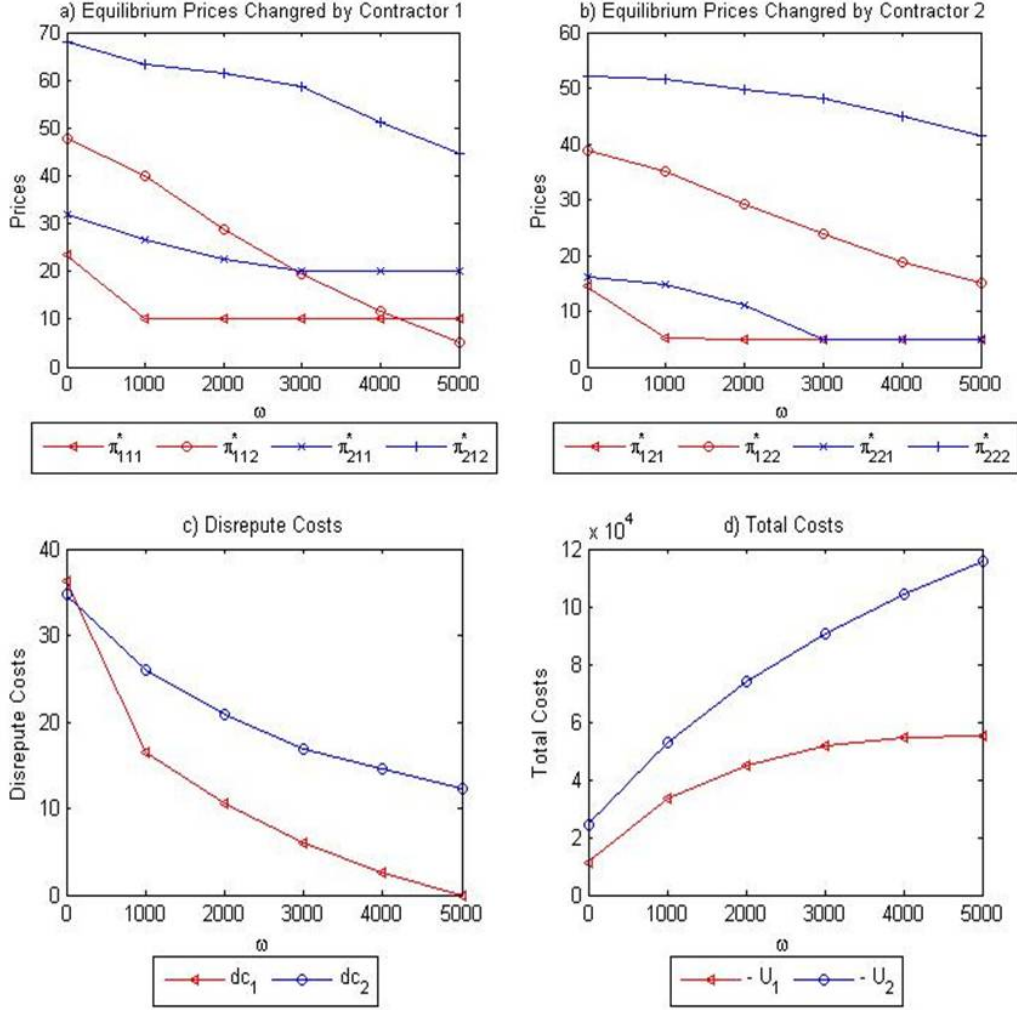 a) Equilibrium Prices Changred by Contractor 1
70
60
50
40
30
20
10
0
Prices
0 1000 2000 3000 4000 5000
ω
π*111 π*112 π*211 π*212
b) Equilibrium Prices Changred by Contractor 2
60
50
40
30
20
10
0
Prices
0 1000 2000 3000 4000 5000
ω
π*121 π*122 π*221 π*222
c) Disrepute Costs
40
30
20
10
0
Disrepute Costs
0 1000 2000 3000 4000 5000
ω
dc1 dc2
d) Total Costs
x 10^4
12
10
8
6
4
2
0
Total Costs
0 1000 2000 3000 4000 5000
ω
- U1 - U2